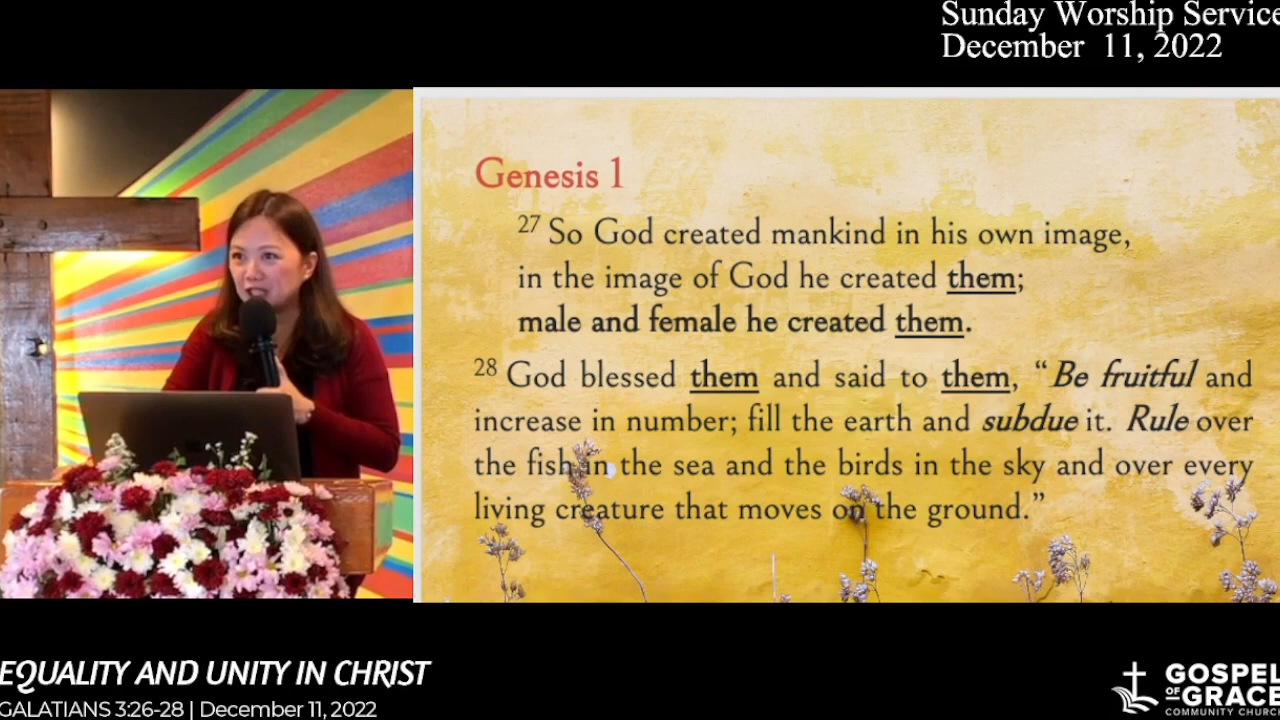 Sunday Worship Service
December 11, 2022
Genesis 1
27 So God created mankind in his own image,
in the image of God he created them;
male and female he created them.
28 God blessed them and said to them, “Be fruitful and
increase in number; fill the earth and subdue it. Rule over
the fish in the sea and the birds in the sky and over every
living creature that moves on the ground.”
EQUALITY AND UNITY IN CHRIST
GALATIANS 3:26-28 | December 11, 2022
GOSPEL
OF GRACE
COMMUNITY CHURCH